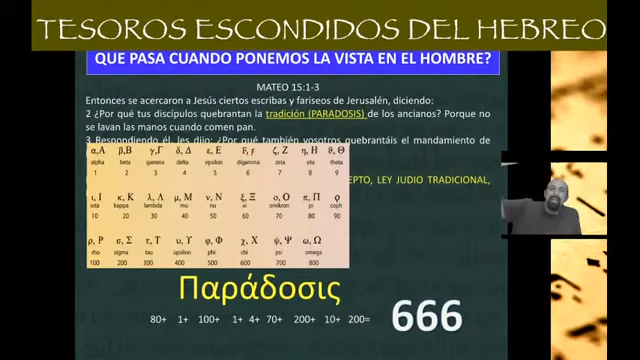 TESOROS ESCONDIDOS DEL HEBREO
QUE PASA CUANDO PONEMOS LA VISTA EN EL HOMBRE?
MATEO 15:1-3
Entonces se acercaron a Jesús ciertos escribas y fariseos de Jerusalén, diciendo:
2 ¿Por qué tus discípulos quebrantan la tradición (PARADOSIS) de los ancianos? Porque no
se lavan las manos cuando comen pan.
3 Respondiendo él, les dijo: ¿Por qué también vosotros quebrantáis el mandamiento de
EPTO, LEY JUDIO TRADICIONAL,
α,Α β,Β γ,Γ δ, Δ ε, Ε Ϝ,ϝ ζ, Ζ η, Η θ, Θ
alpha beta gamma delta epsilon digamma zeta eta theta
1 2 3 4 5 6 7 8 9
ι, Ι κ, Κ λ, Λ μ, Μ ν, Ν ξ, Ξ ο, Ο π, Π ϙ
iota kappa lambda mu nu xi omikron pi coph
10 20 30 40 50 60 70 80 90
ρ, Ρ σ, Σ τ, Τ υ, Υ φ, Φ χ, Χ ψ, Ψ ω, Ω
rho sigma tau upsilon phi chi psi omega
100 200 300 400 500 600 700 800
Παράδοσις
80+ 1+ 100+ 1+ 4+ 70+ 200+ 10+ 200=
666